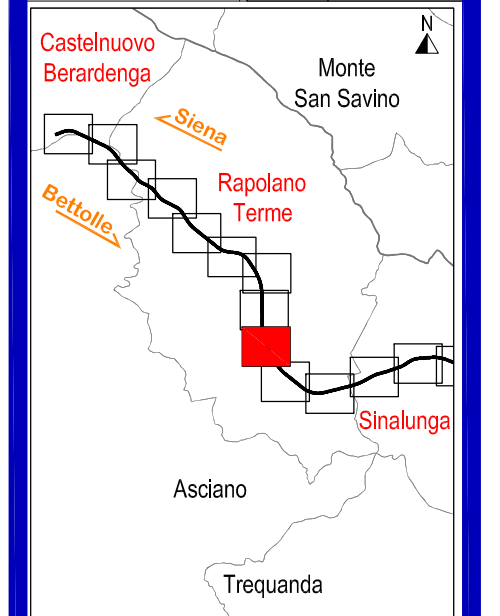 N
Castelnuovo
Berardenga
Monte
San Savino
Siena
Rapolano
Terme
Bettolle
Sinalunga
Asciano
Trequanda